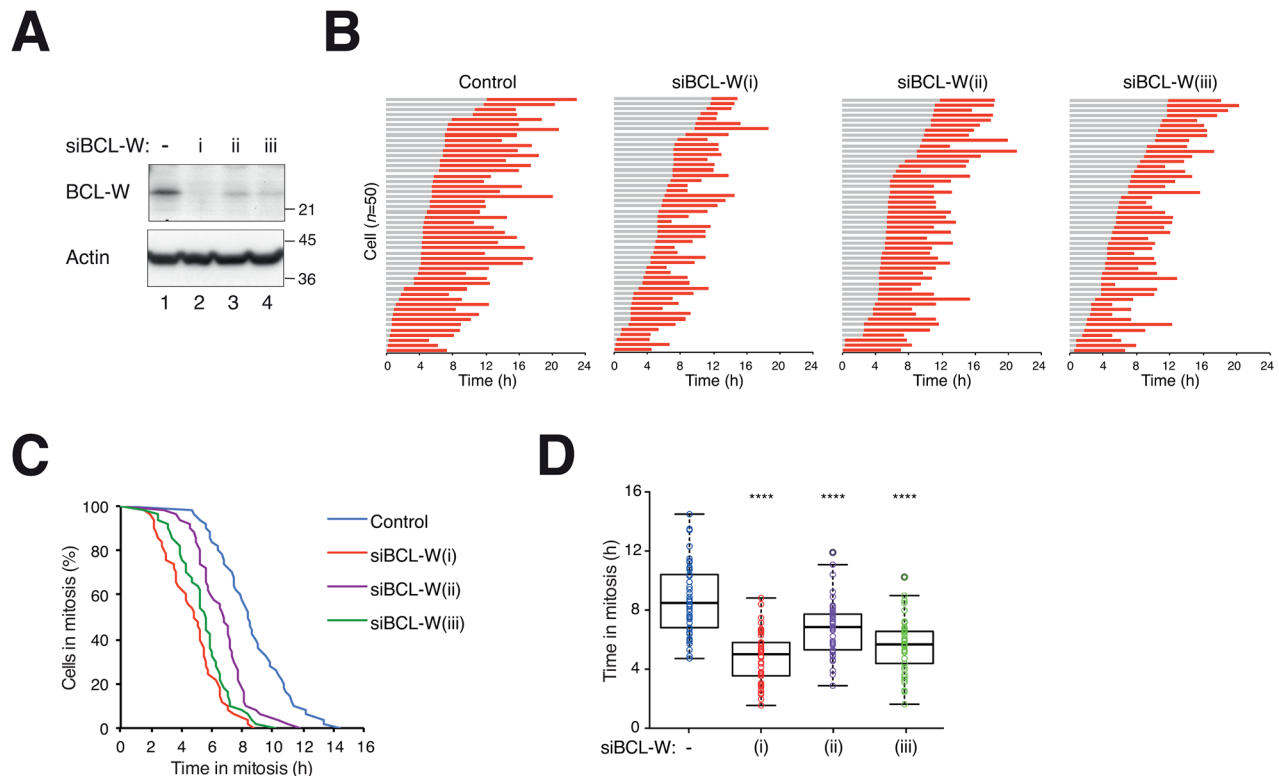 A
siBCL-W: - i ii iii
BCL-W
21
Actin
45
36
1 2 3 4
B
Control
siBCL-W(i)
siBCL-W(ii)
siBCL-W(iii)
Cell (n=50)
0 4 8 12 16 20 24
Time (h)
0 4 8 12 16 20 24
Time (h)
0 4 8 12 16 20 24
Time (h)
0 4 8 12 16 20 24
Time (h)
C
Cells in mitosis (%)
100
80
60
40
20
0
0 2 4 6 8 10 12 14 16
Time in mitosis (h)
Control
siBCL-W(i)
siBCL-W(ii)
siBCL-W(iii)
D
Time in mitosis (h)
16
12
8
4
0
**** **** ****
siBCL-W: - (i) (ii) (iii)